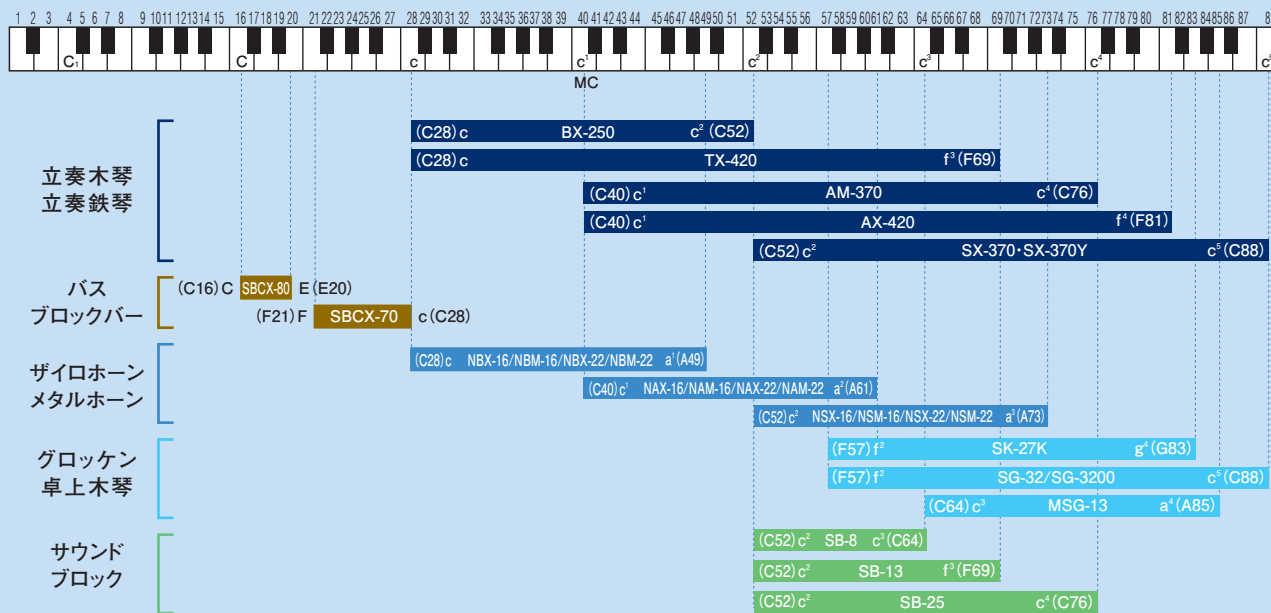 1 2 3 4 5 6 7 8 9 10 11 12 13 14 15 16 17 18 19 20 21 22 23 24 25 26 27 28 29 30 31 32 33 34 35 36 37 38 39 40 41 42 43 44 45 46 47 48 49 50 51 52 53 54 55 56 57 58 59 60 61 62 63 64 65 66 67 68 69 70 71 72 73 74 75 76 77 78 79 80 81 82 83 84 85 86 87 8
C₁ C c c¹ c² c³ c⁴ c⁵
MC
立奏木琴
立奏鉄琴
(C28) c BX-250 c² (C52)
(C28) c TX-420 f³ (F69)
(C40) c¹ AM-370 c⁴ (C76)
(C40) c¹ AX-420 f⁴ (F81)
(C52) c² SX-370・SX-370Y c⁵ (C88)
バス
ブロックバー
(C16) C SBCX-80 E (E20)
(F21) F SBCX-70 c (C28)
ザイロホーン
メタルホーン
(C28) c NBX-16/NBM-16/NBX-22/NBM-22 a¹ (A49)
(C40) c¹ NAX-16/NAM-16/NAX-22/NAM-22 a² (A61)
(C52) c² NSX-16/NSM-16/NSX-22/NSM-22 a³ (A73)
グロッケン
卓上木琴
(F57) f² SK-27K g⁴ (G83)
(F57) f² SG-32/SG-3200 c⁵ (C88)
(C64) c³ MSG-13 a⁴ (A85)
サウンド
ブロック
(C52) c² SB-8 c³ (C64)
(C52) c² SB-13 f³ (F69)
(C52) c² SB-25 c⁴ (C76)